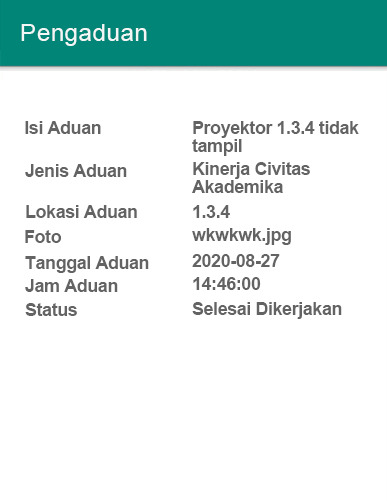 Pengaduan
Isi Aduan Proyektor 1.3.4 tidak
tampil
Jenis Aduan Kinerja Civitas
Akademika
Lokasi Aduan 1.3.4
Foto wkwkwk.jpg
Tanggal Aduan 2020-08-27
Jam Aduan 14:46:00
Status Selesai Dikerjakan